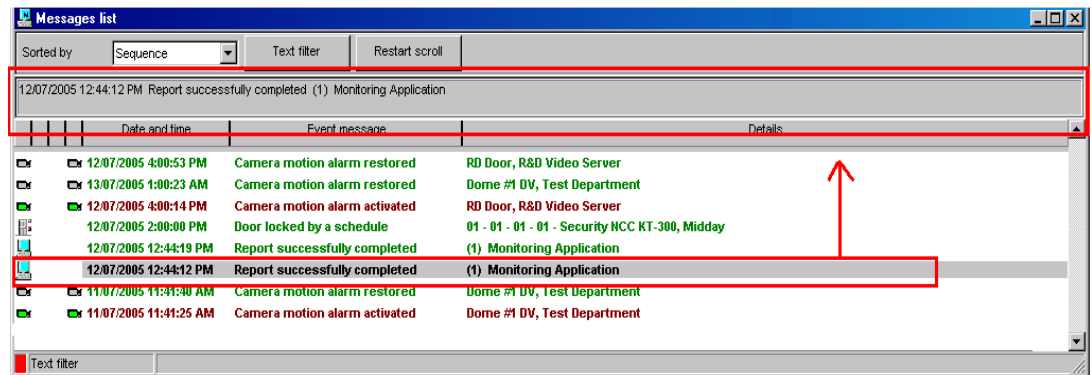 Messages list
Sorted by Sequence Text filter Restart scroll
12/07/2005 12:44:12 PM Report successfully completed (1) Monitoring Application
Date and time Event message Details
12/07/2005 4:00:53 PM Camera motion alarm restored RD Door, R&D Video Server
13/07/2005 1:00:23 AM Camera motion alarm restored Dome #1 DV, Test Department
12/07/2005 4:00:14 PM Camera motion alarm activated RD Door, R&D Video Server
12/07/2005 2:00:00 PM Door locked by a schedule 01 - 01 - 01 - 01 - Security NCC KT-300, Midday
12/07/2005 12:44:19 PM Report successfully completed (1) Monitoring Application
12/07/2005 12:44:12 PM Report successfully completed (1) Monitoring Application
11/07/2005 11:41:40 AM Camera motion alarm restored Dome #1 DV, Test Department
11/07/2005 11:41:25 AM Camera motion alarm activated Dome #1 DV, Test Department
Text filter